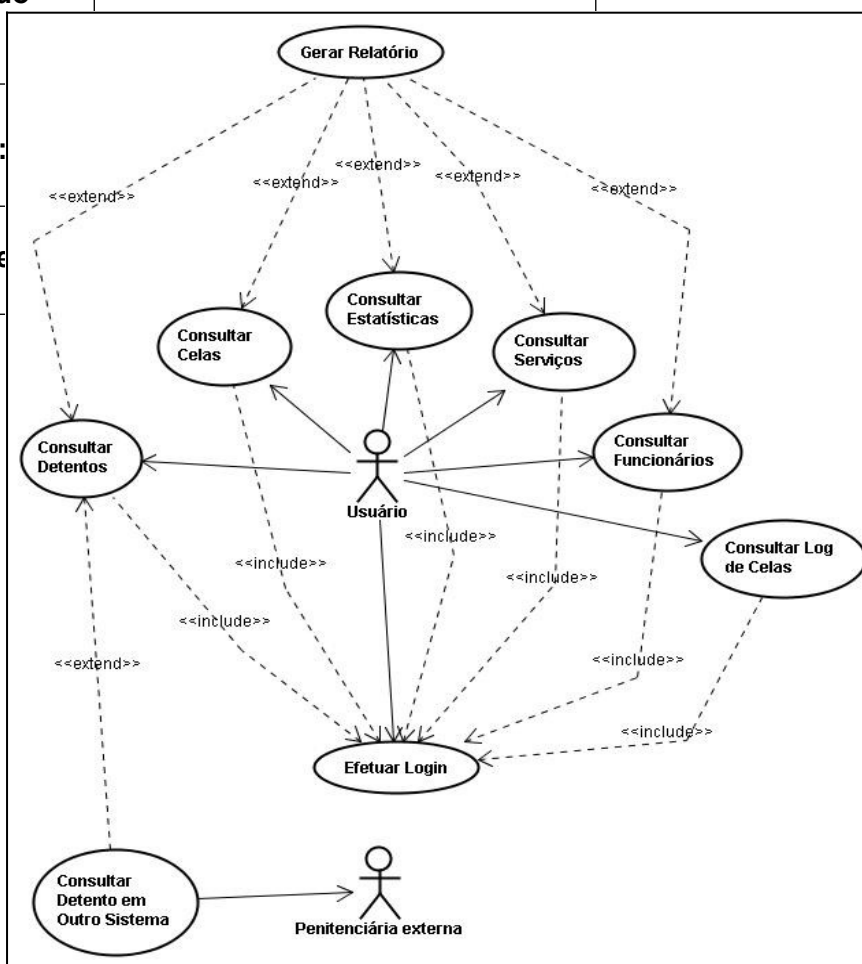 Gerar Relatório
<<extend>>
<<extend>>
<<extend>>
<<extend>>
<<extend>>
Consultar
Estatísticas
Consultar
Celas
Consultar
Serviços
Consultar
Detentos
Consultar
Funcionários
Usuário
Consultar Log
de Celas
<<include>>
<<include>>
<<include>>
<<include>>
<<include>>
<<extend>>
<<include>>
Efetuar Login
Consultar
Detento em
Outro Sistema
Penitenciária externa